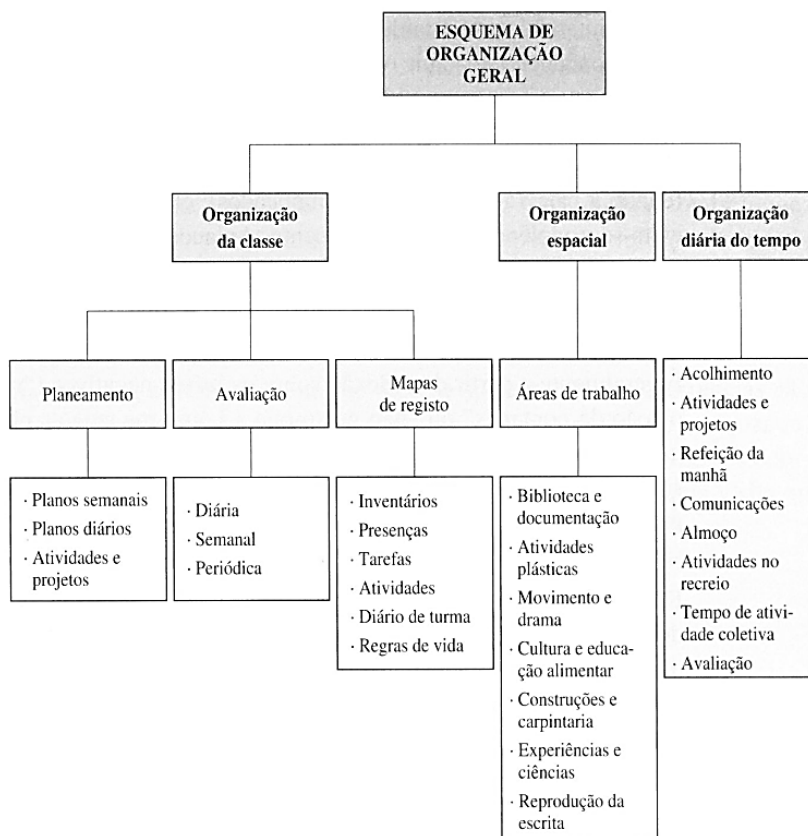 ESQUEMA DE
ORGANIZAÇÃO
GERAL
Organização
da classe
Organização
espacial
Organização
diária do tempo
Planeamento
Avaliação
Mapas
de registo
Áreas de trabalho
· Planos semanais
· Planos diários
· Atividades e
projetos
· Diária
· Semanal
· Periódica
· Inventários
· Presenças
· Tarefas
· Atividades
· Diário de turma
· Regras de vida
· Biblioteca e
documentação
· Atividades
plásticas
· Movimento e
drama
· Cultura e educa-
ção alimentar
· Construções e
carpintaria
· Experiências e
ciências
· Reprodução da
escrita
· Acolhimento
· Atividades e
projetos
· Refeição da
manhã
· Comunicações
· Almoço
· Atividades no
recreio
· Tempo de ativi-
dade coletiva
· Avaliação